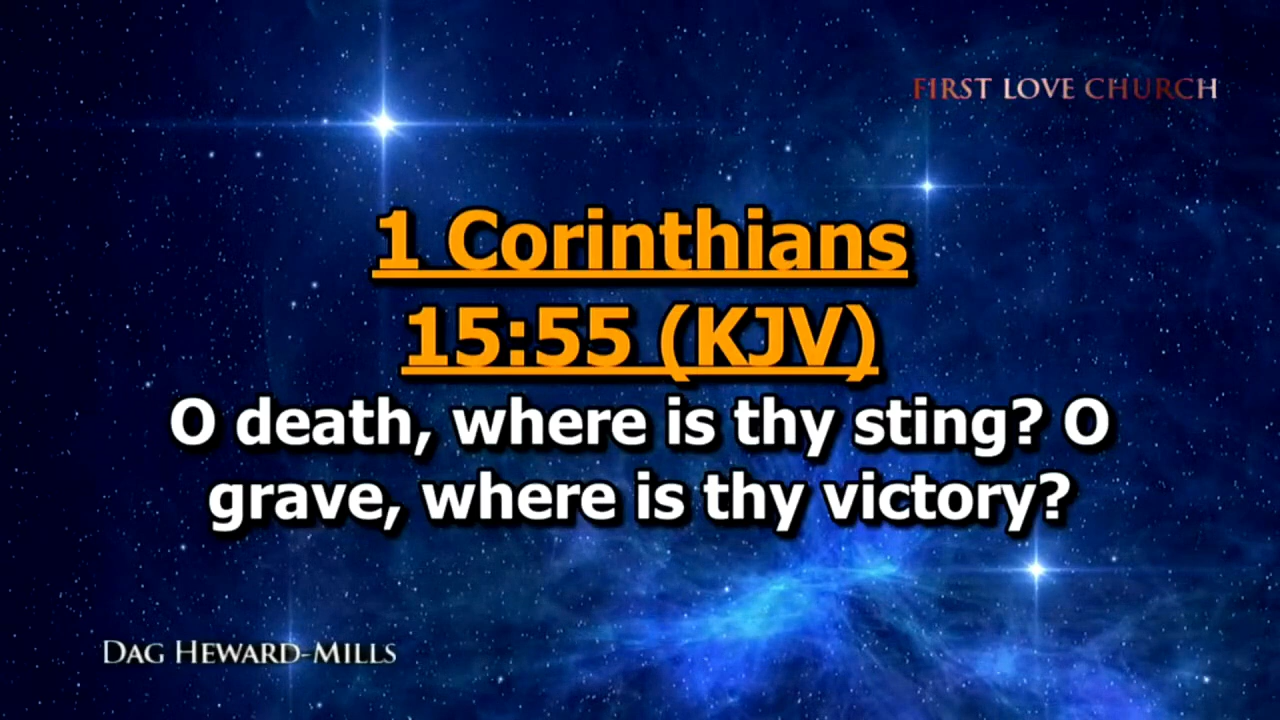 FIRST LOVE CHURCH
1 Corinthians
15:55 (KJV)
O death, where is thy sting? O
grave, where is thy victory?
DAG HEWARD-MILLS